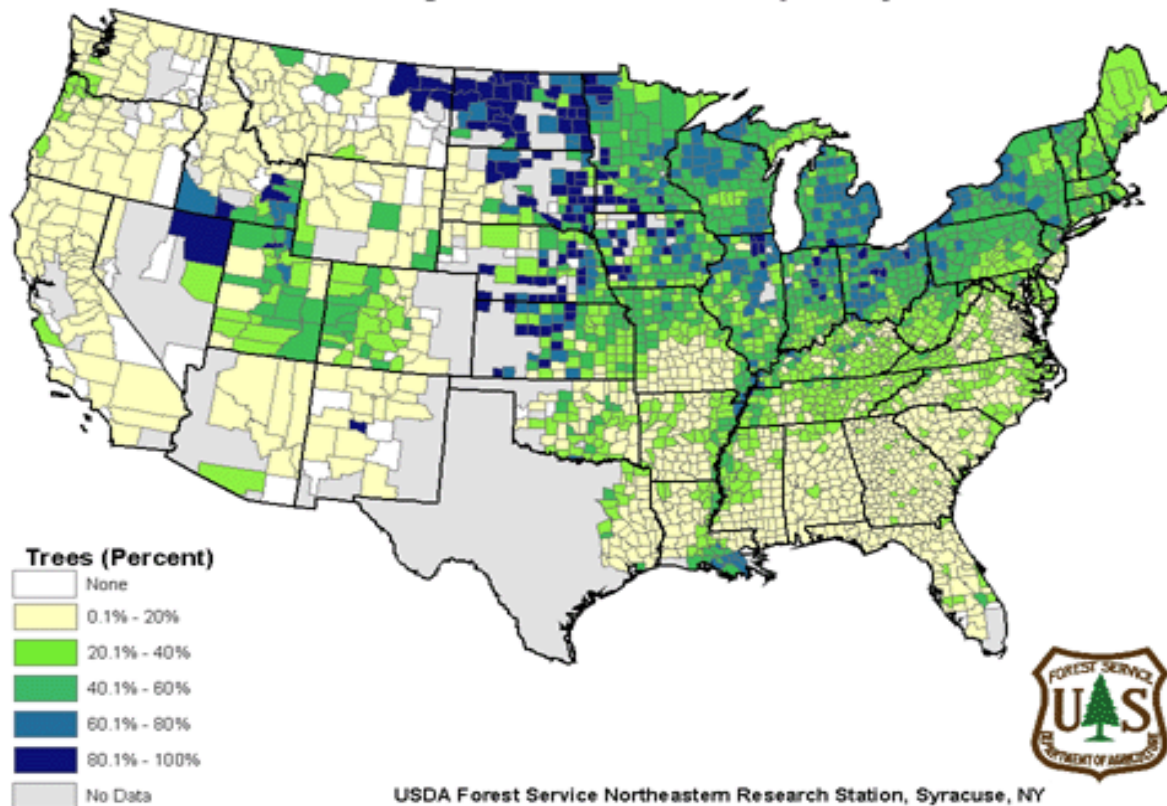 Trees (Percent)
None
0.1% - 20%
20.1% - 40%
40.1% - 60%
60.1% - 80%
80.1% - 100%
No Data
FOREST SERVICE
U S
DEPARTMENT OF AGRICULTURE
USDA Forest Service Northeastern Research Station, Syracuse, NY